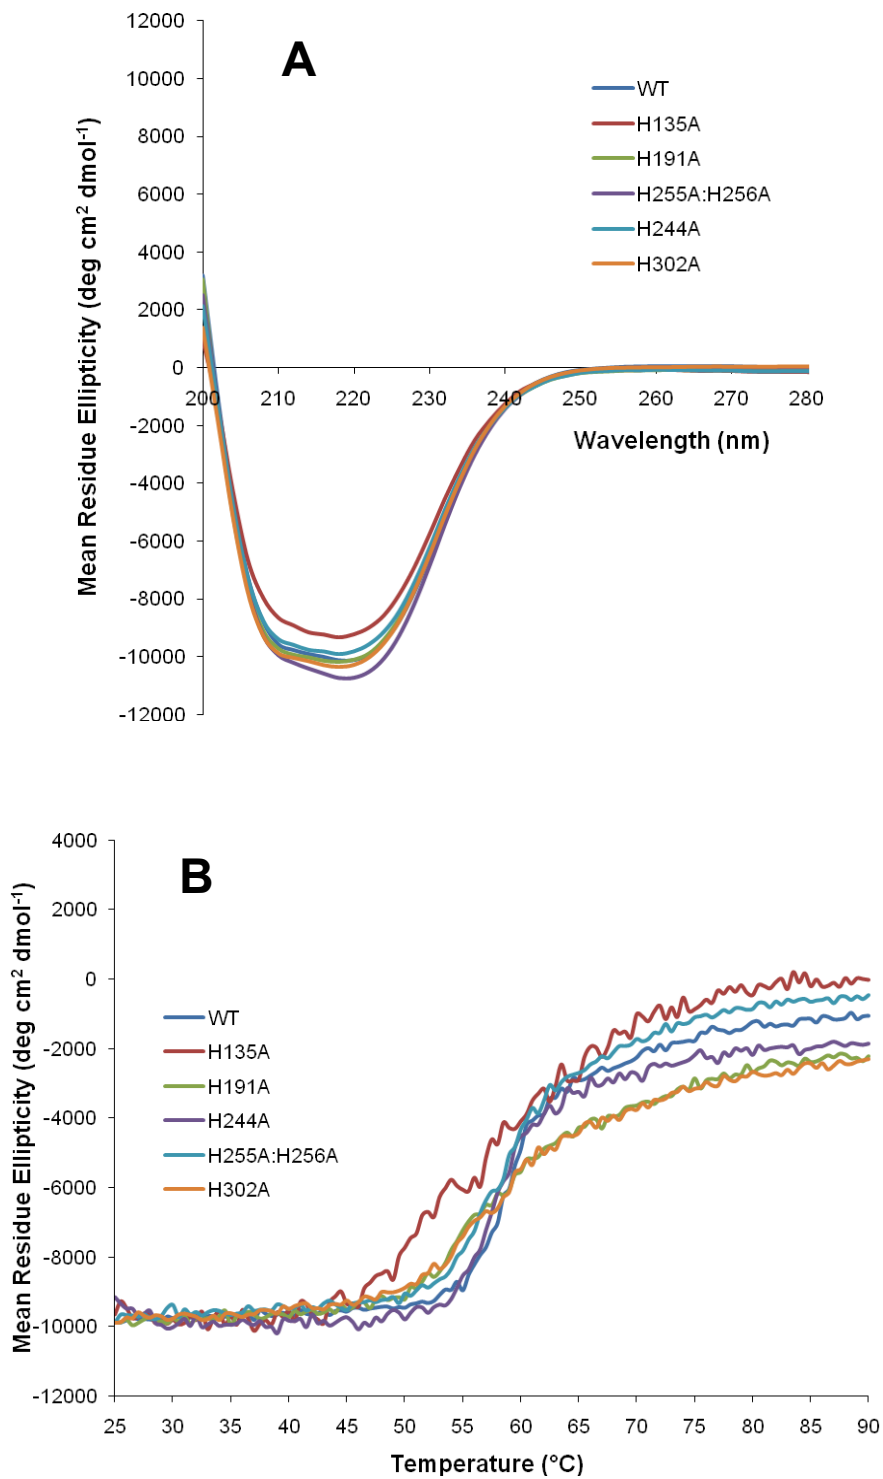 A
12000
10000
8000
6000
4000
2000
0
-2000
-4000
-6000
-8000
-10000
-12000
Mean Residue Ellipticity (deg cm² dmol⁻¹)
200 210 220 230 240 250 260 270 280
Wavelength (nm)
WT
H135A
H191A
H255A:H256A
H244A
H302A
B
4000
2000
0
-2000
-4000
-6000
-8000
-10000
-12000
Mean Residue Ellipticity (deg cm² dmol⁻¹)
WT
H135A
H191A
H244A
H255A:H256A
H302A
25 30 35 40 45 50 55 60 65 70 75 80 85 90
Temperature (°C)